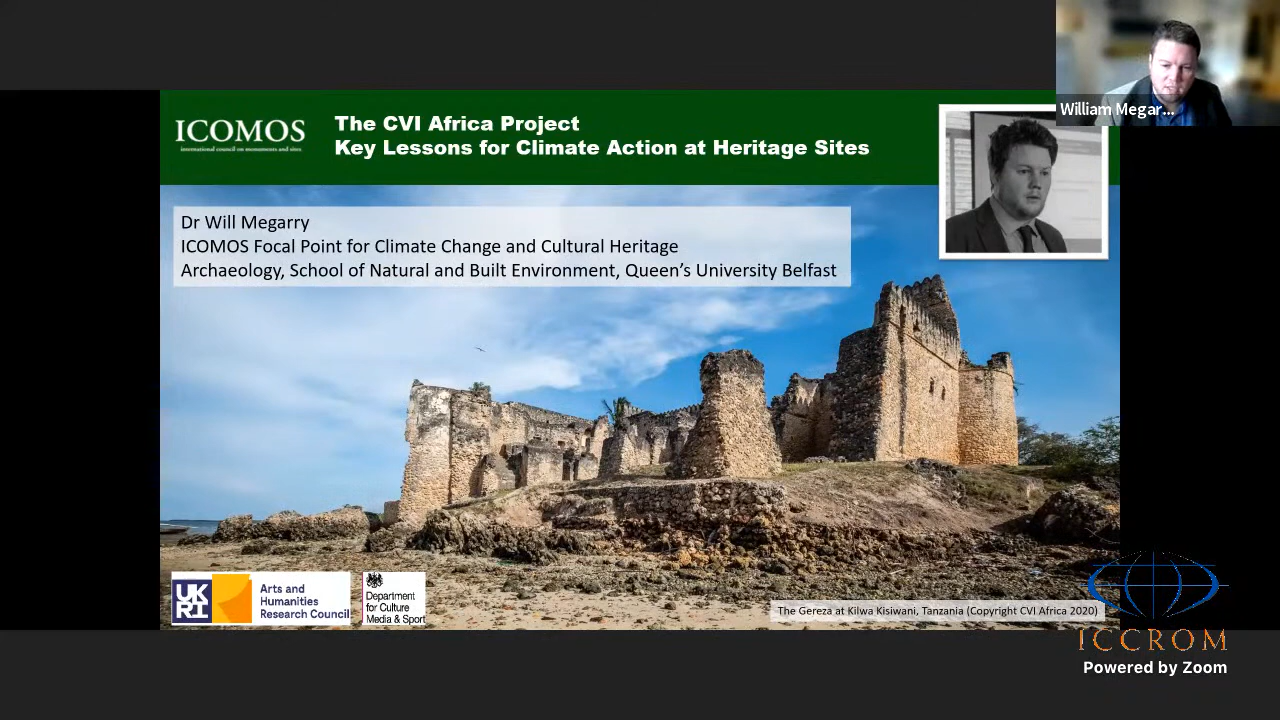 William Megar...
ICOMOS
international council on monuments and sites
The CVI Africa Project
Key Lessons for Climate Action at Heritage Sites
Dr Will Megarry
ICOMOS Focal Point for Climate Change and Cultural Heritage
Archaeology, School of Natural and Built Environment, Queen's University Belfast
UK
RI
Arts and
Humanities
Research Council
Department
for Culture
Media & Sport
The Gereza at Kilwa Kisiwani, Tanzania (Copyright CVI Africa 2020)
ICCROM
Powered by Zoom